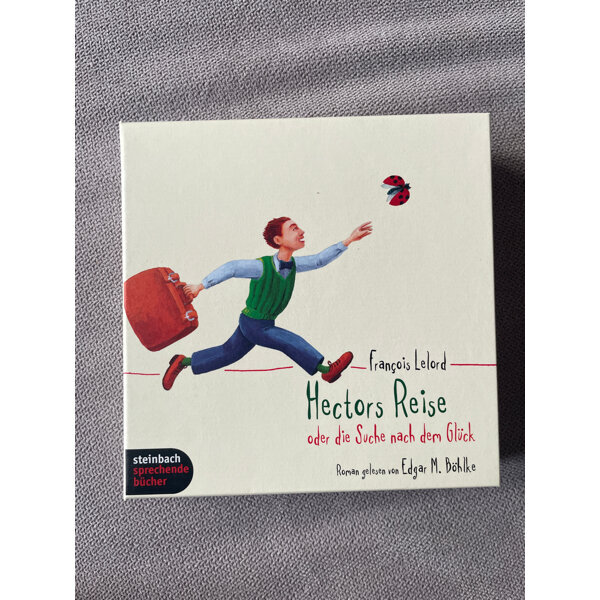 François Lelord
Hectors Reise
oder die Suche nach dem Glück
Roman gelesen von Edgar M. Böhlke
steinbach
sprechende
bücher